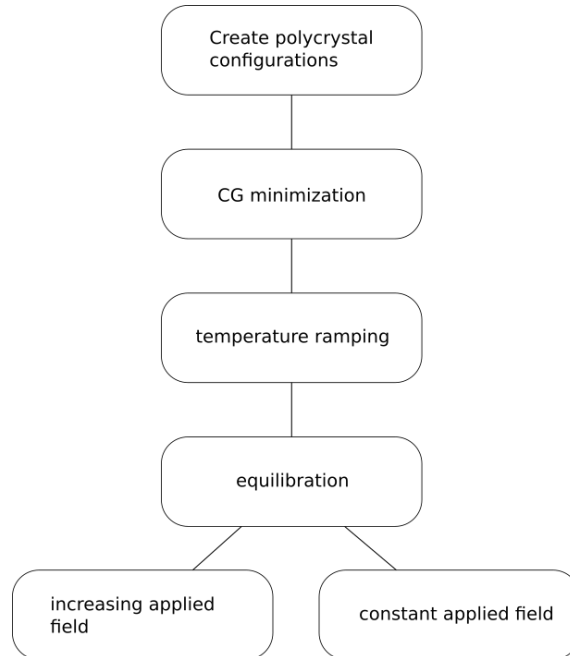 Create polycrystal
configurations
CG minimization
temperature ramping
equilibration
increasing applied
field
constant applied field